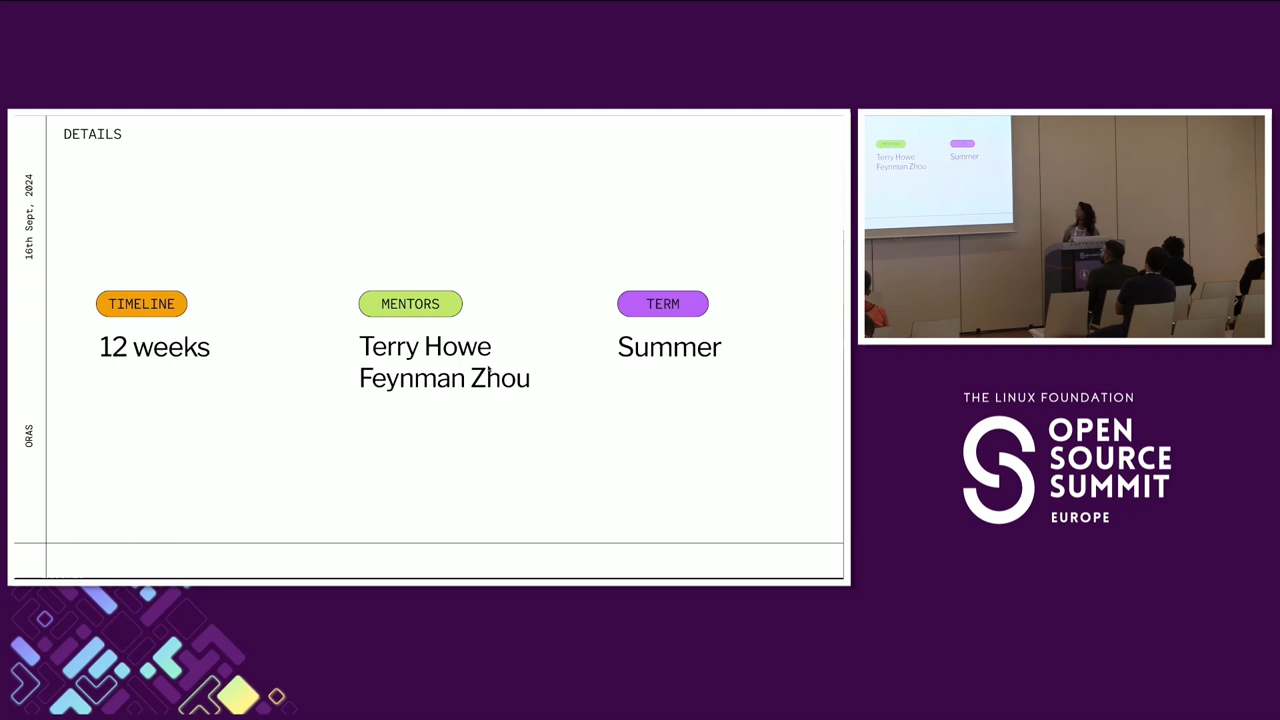 DETAILS
16th Sept, 2024
ORAS
TIMELINE
12 weeks
MENTORS
Terry Howe
Feynman Zhou
TERM
Summer
Terry Howe
Feynman Zhou
Summer
THE LINUX FOUNDATION
OPEN
SOURCE
SUMMIT
EUROPE